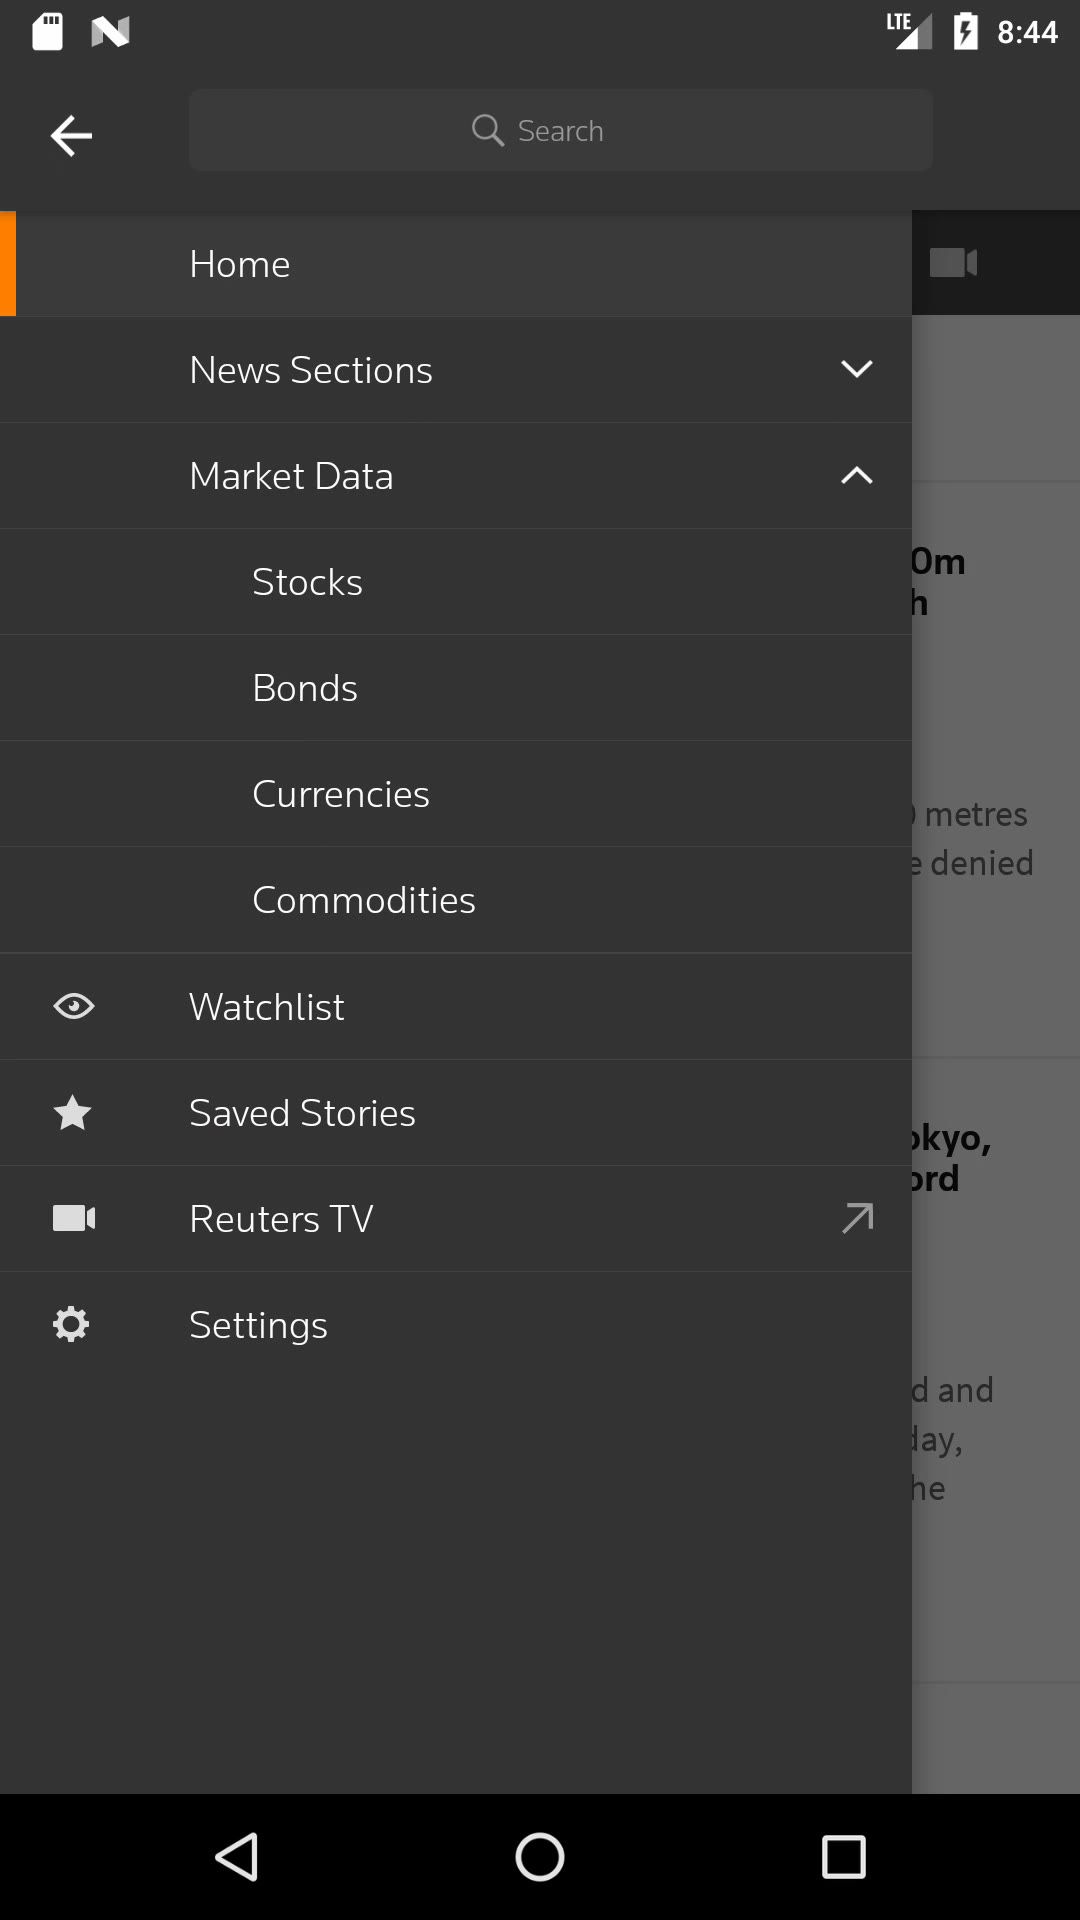 LTE 8:44
Search
Home
News Sections
Market Data
Stocks
0m
h
Bonds
Currencies
metres
denied
Commodities
Watchlist
Saved Stories
okyo,
ord
Reuters TV
Settings
d and
day,
he